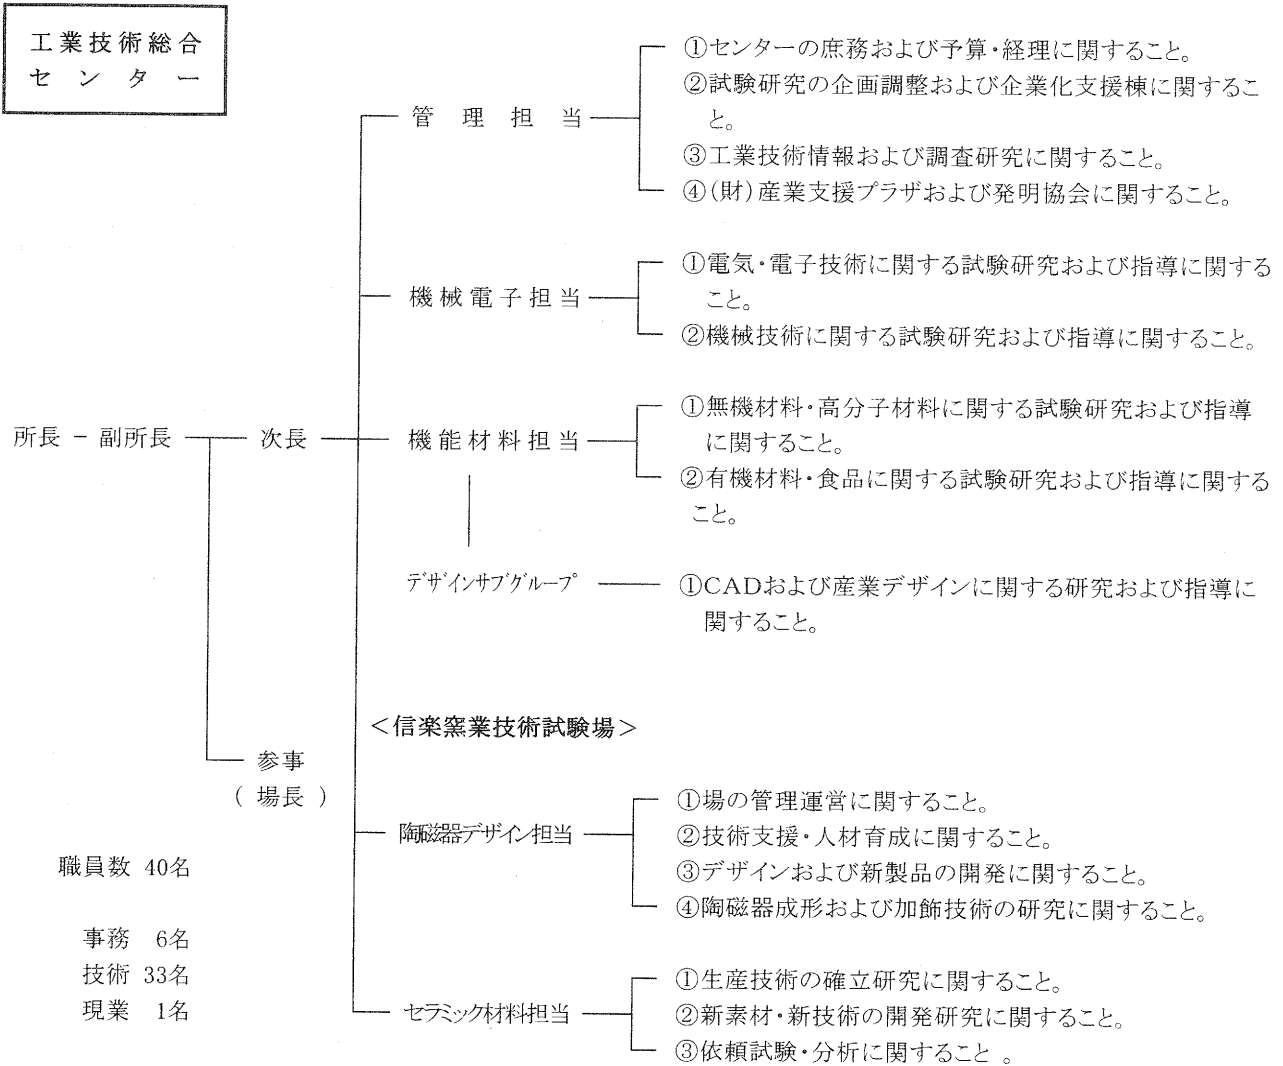 工業技術総合
センター
①センターの庶務および予算・経理に関すること。
②試験研究の企画調整および企業化支援棟に関するこ
と。
管理担当
③工業技術情報および調査研究に関すること。
④(財)産業支援プラザおよび発明協会に関すること。
①電気・電子技術に関する試験研究および指導に関する
こと。
機械電子担当
②機械技術に関する試験研究および指導に関すること。
①無機材料・高分子材料に関する試験研究および指導
に関すること。
所長－副所長 次長 機能材料担当
②有機材料・食品に関する試験研究および指導に関する
こと。
デザインサブグループ
①CADおよび産業デザインに関する研究および指導に
関すること。
＜信楽窯業技術試験場＞
参事
(場長)
①場の管理運営に関すること。
陶磁器デザイン担当
②技術支援・人材育成に関すること。
③デザインおよび新製品の開発に関すること。
④陶磁器成形および加飾技術の研究に関すること。
職員数 40名
事務 6名
技術 33名
現業 1名
①生産技術の確立研究に関すること。
セラミック材料担当
②新素材・新技術の開発研究に関すること。
③依頼試験・分析に関すること 。